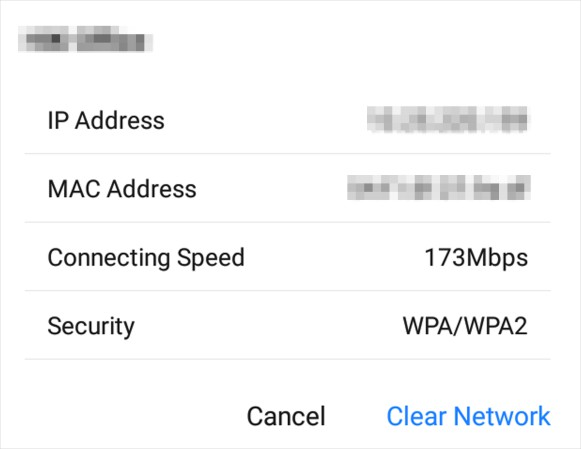 IP Address
MAC Address
Connecting Speed 173Mbps
Security WPA/WPA2
Cancel Clear Network